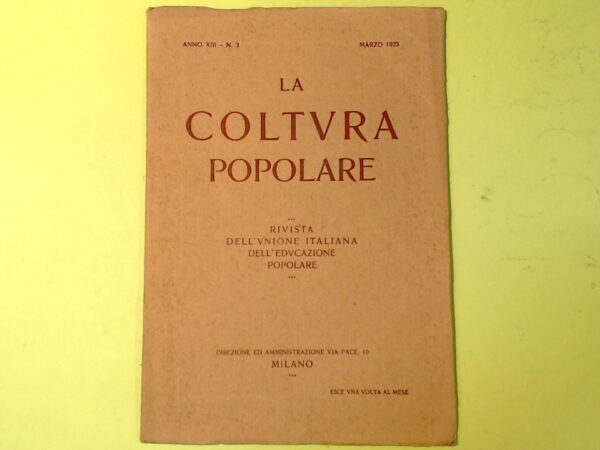 ANNO XIII - N. 3 MARZO 1923
LA
COLTVRA
POPOLARE
RIVISTA
DELL'VNIONE ITALIANA
DELL'EDVCAZIONE
POPOLARE
DIREZIONE ED AMMINISTRAZIONE VIA PACE, 10
MILANO
ESCE VNA VOLTA AL MESE